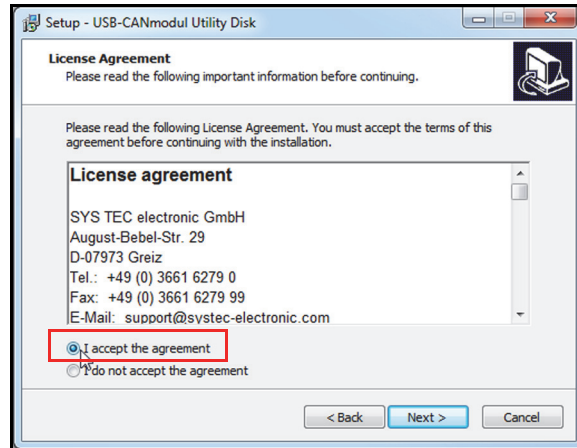 Setup - USB-CANmodul Utility Disk
License Agreement
Please read the following important information before continuing.
Please read the following License Agreement. You must accept the terms of this
agreement before continuing with the installation.
License agreement
SYS TEC electronic GmbH
August-Bebel-Str. 29
D-07973 Greiz
Tel.: +49 (0) 3661 6279 0
Fax: +49 (0) 3661 6279 99
E-Mail: support@systec-electronic.com
I accept the agreement
I do not accept the agreement
< Back
Next >
Cancel